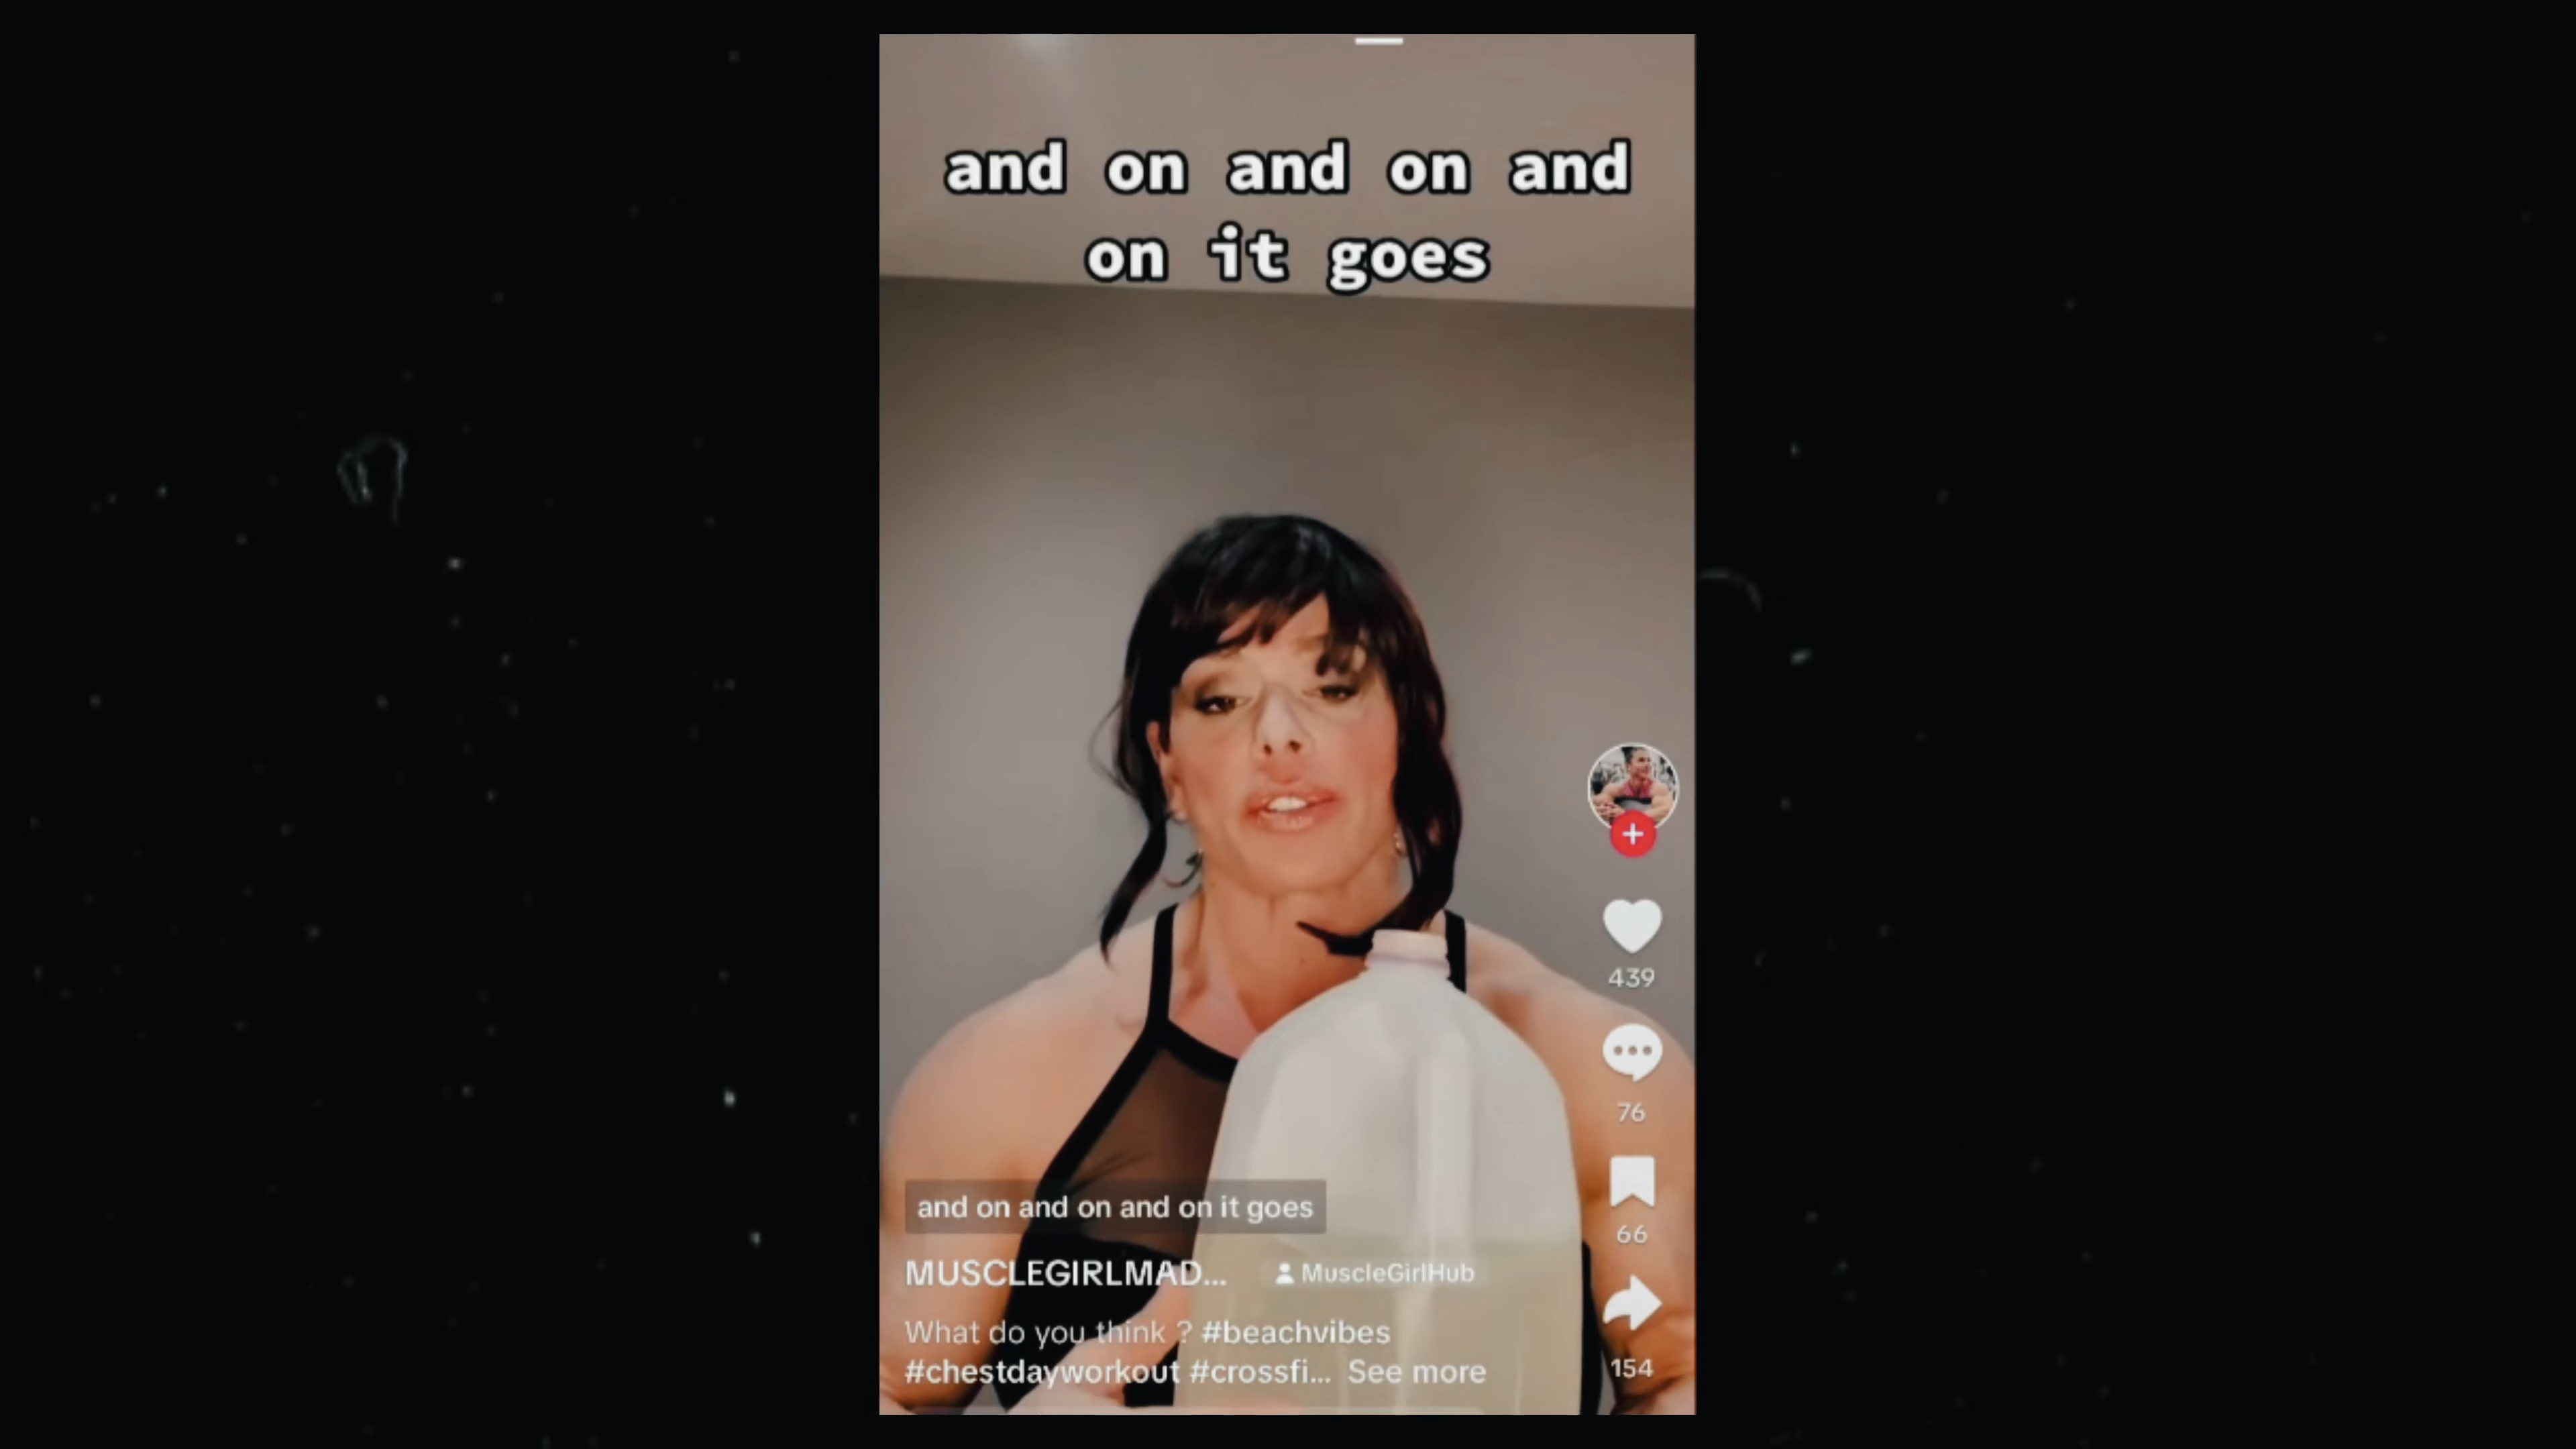 and on and on and
on it goes
and on and on and on it goes
MUSCLEGIRLMAD... MuscleGirlHub
What do you think ? #beachvibes
#chestdayworkout #crossfi... See more
439
76
66
154